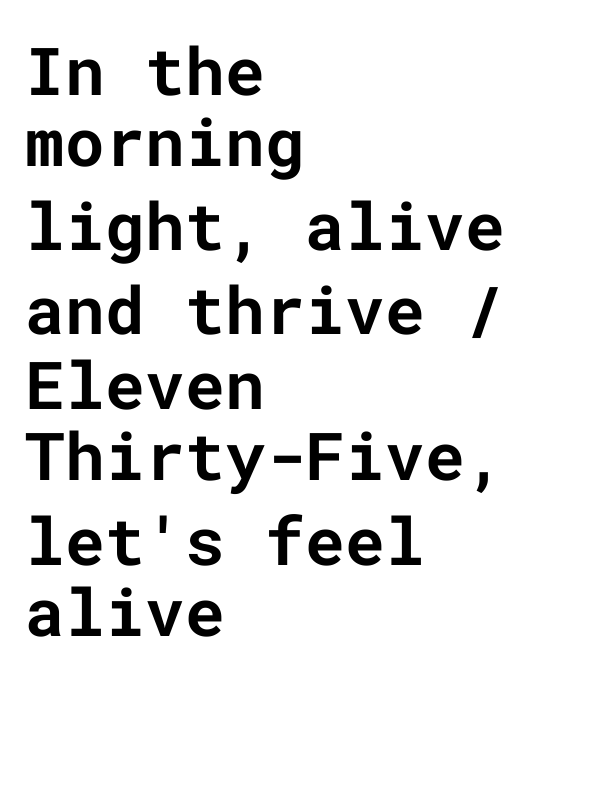 In the
morning
light, alive
and thrive /
Eleven
Thirty-Five,
let's feel
alive